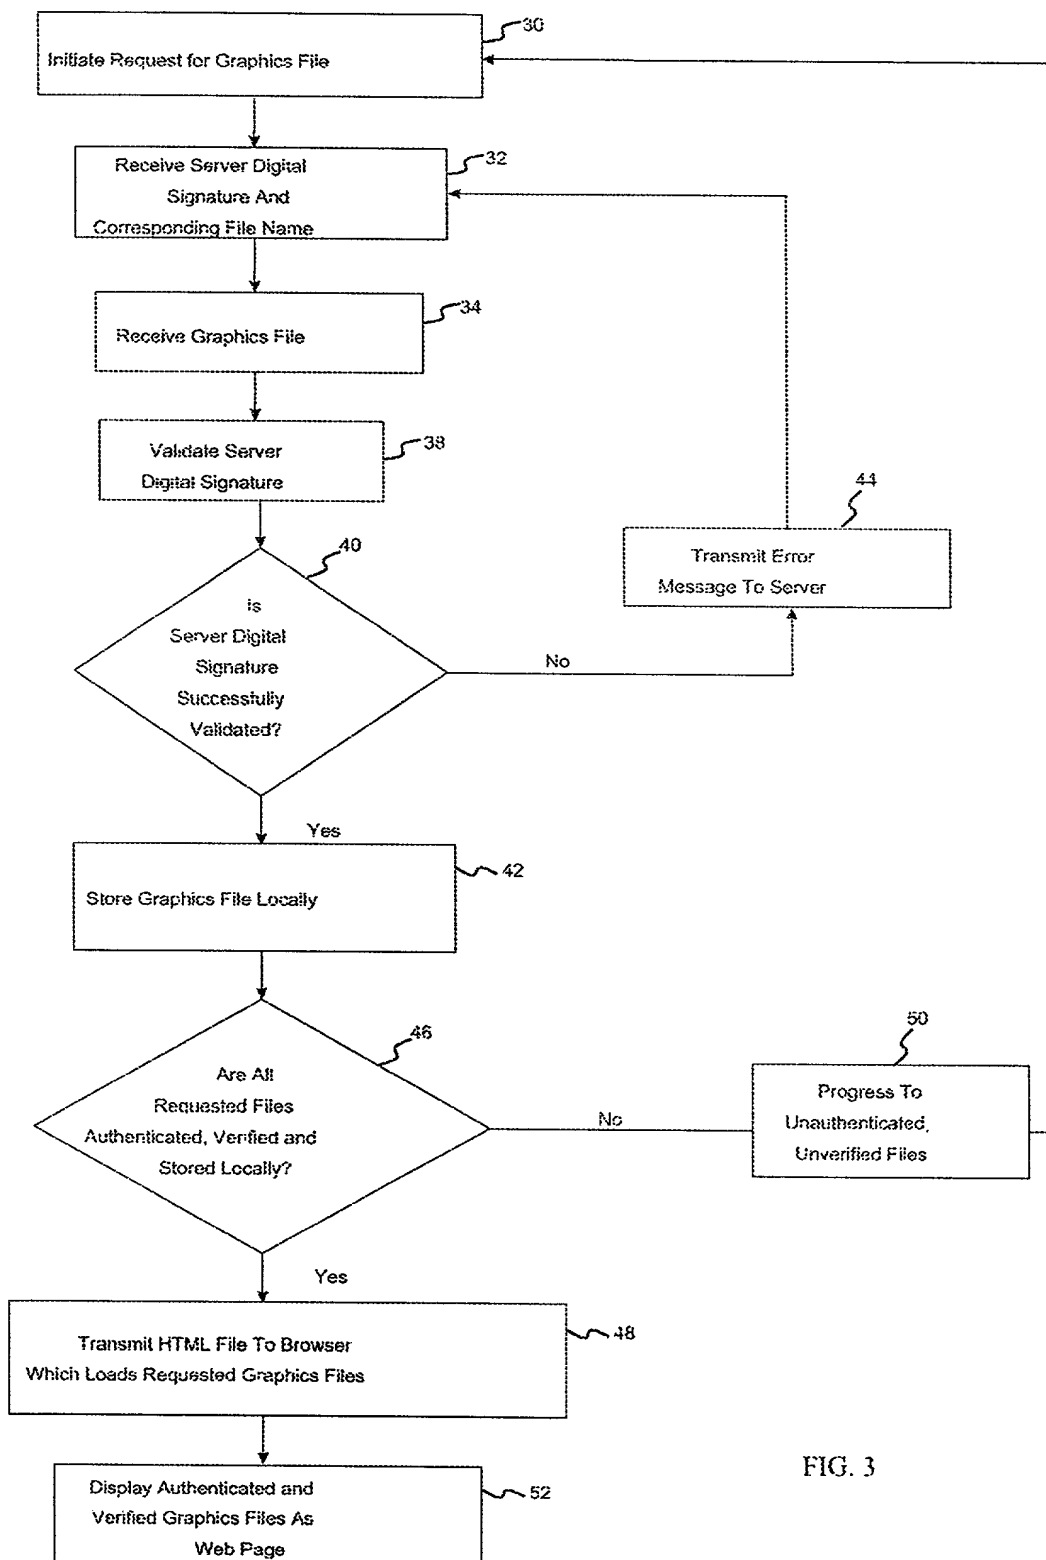 30
Initiate Request for Graphics File
32
Receive Server Digital
Signature And
Corresponding File Name
34
Receive Graphics File
38
Validate Server
Digital Signature
44
Transmit Error
Message To Server
40
Is
Server Digital
Signature
Successfully
Validated?
No
Yes
42
Store Graphics File Locally
46
Are All
Requested Files
Authenticated, Verified and
Stored Locally?
No
50
Progress To
Unauthenticated,
Unverified Files
Yes
48
Transmit HTML File To Browser
Which Loads Requested Graphics Files
FIG. 3
52
Display Authenticated and
Verified Graphics Files As
Web Page